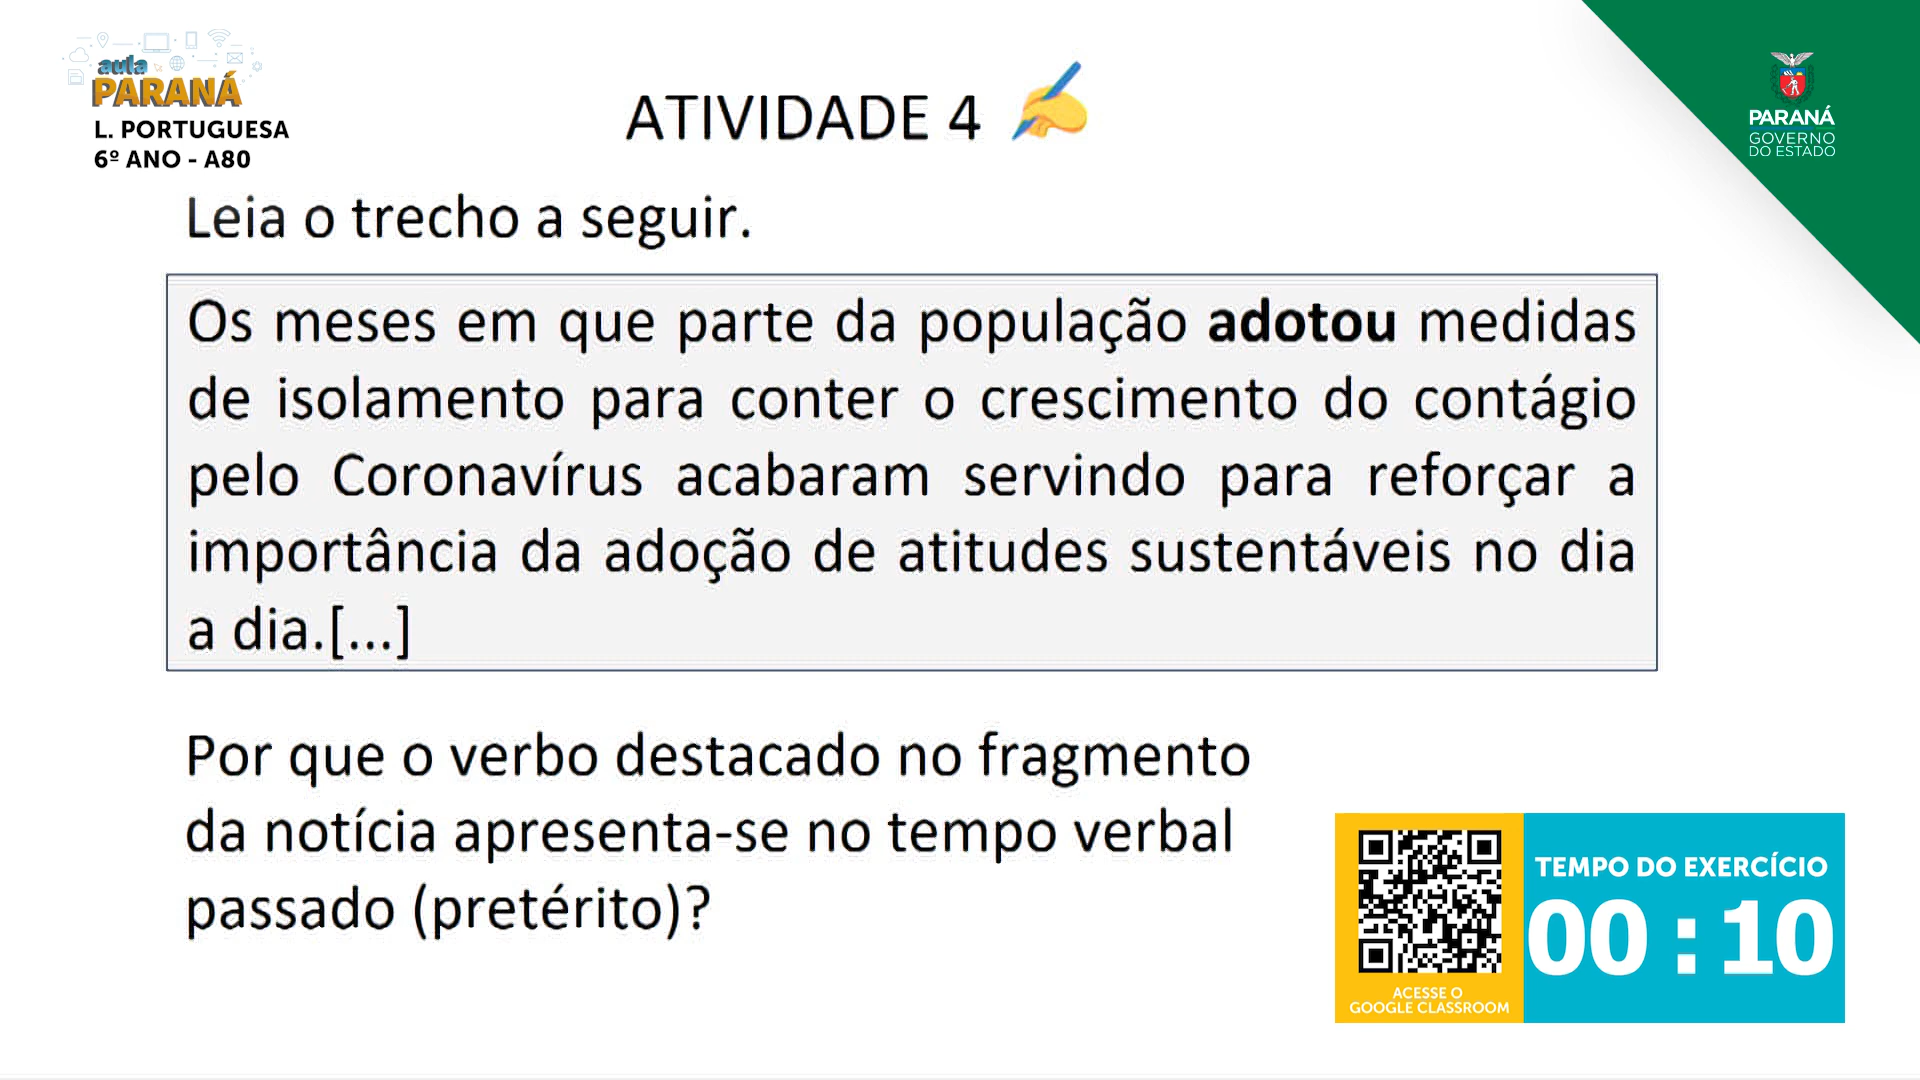 aula
PARANÁ
L. PORTUGUESA
6º ANO - A80
ATIVIDADE 4
PARANÁ
GOVERNO
DO ESTADO
Leia o trecho a seguir.
Os meses em que parte da população adotou medidas
de isolamento para conter o crescimento do contágio
pelo Coronavírus acabaram servindo para reforçar a
importância da adoção de atitudes sustentáveis no dia
a dia.[...]
Por que o verbo destacado no fragmento
da notícia apresenta-se no tempo verbal
passado (pretérito)?
TEMPO DO EXERCÍCIO
00 : 10
ACESSE O
GOOGLE CLASSROOM